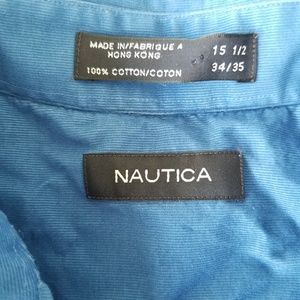 MADE IN/FABRIQUE A 15 1/2
HONG KONG
100% COTTON/COTON 34/35
NAUTICA